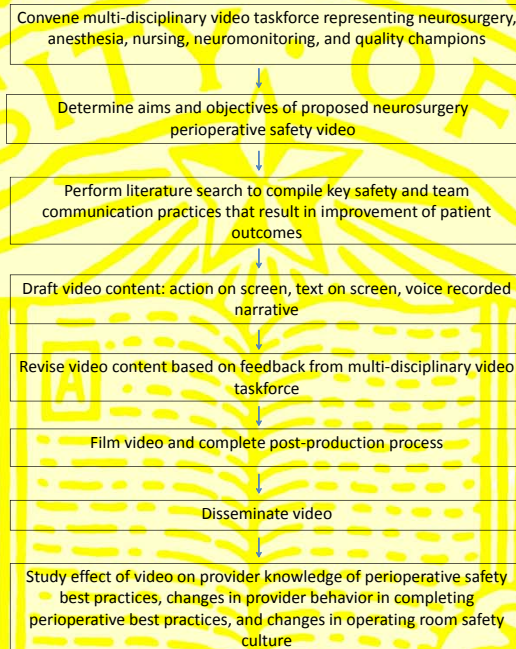 Convene multi-disciplinary video taskforce representing neurosurgery,
anesthesia, nursing, neuromonitoring, and quality champions
Determine aims and objectives of proposed neurosurgery
perioperative safety video
Perform literature search to compile key safety and team
communication practices that result in improvement of patient
outcomes
Draft video content: action on screen, text on screen, voice recorded
narrative
Revise video content based on feedback from multi-disciplinary video
taskforce
Film video and complete post-production process
Disseminate video
Study effect of video on provider knowledge of perioperative safety
best practices, changes in provider behavior in completing
perioperative best practices, and changes in operating room safety
culture